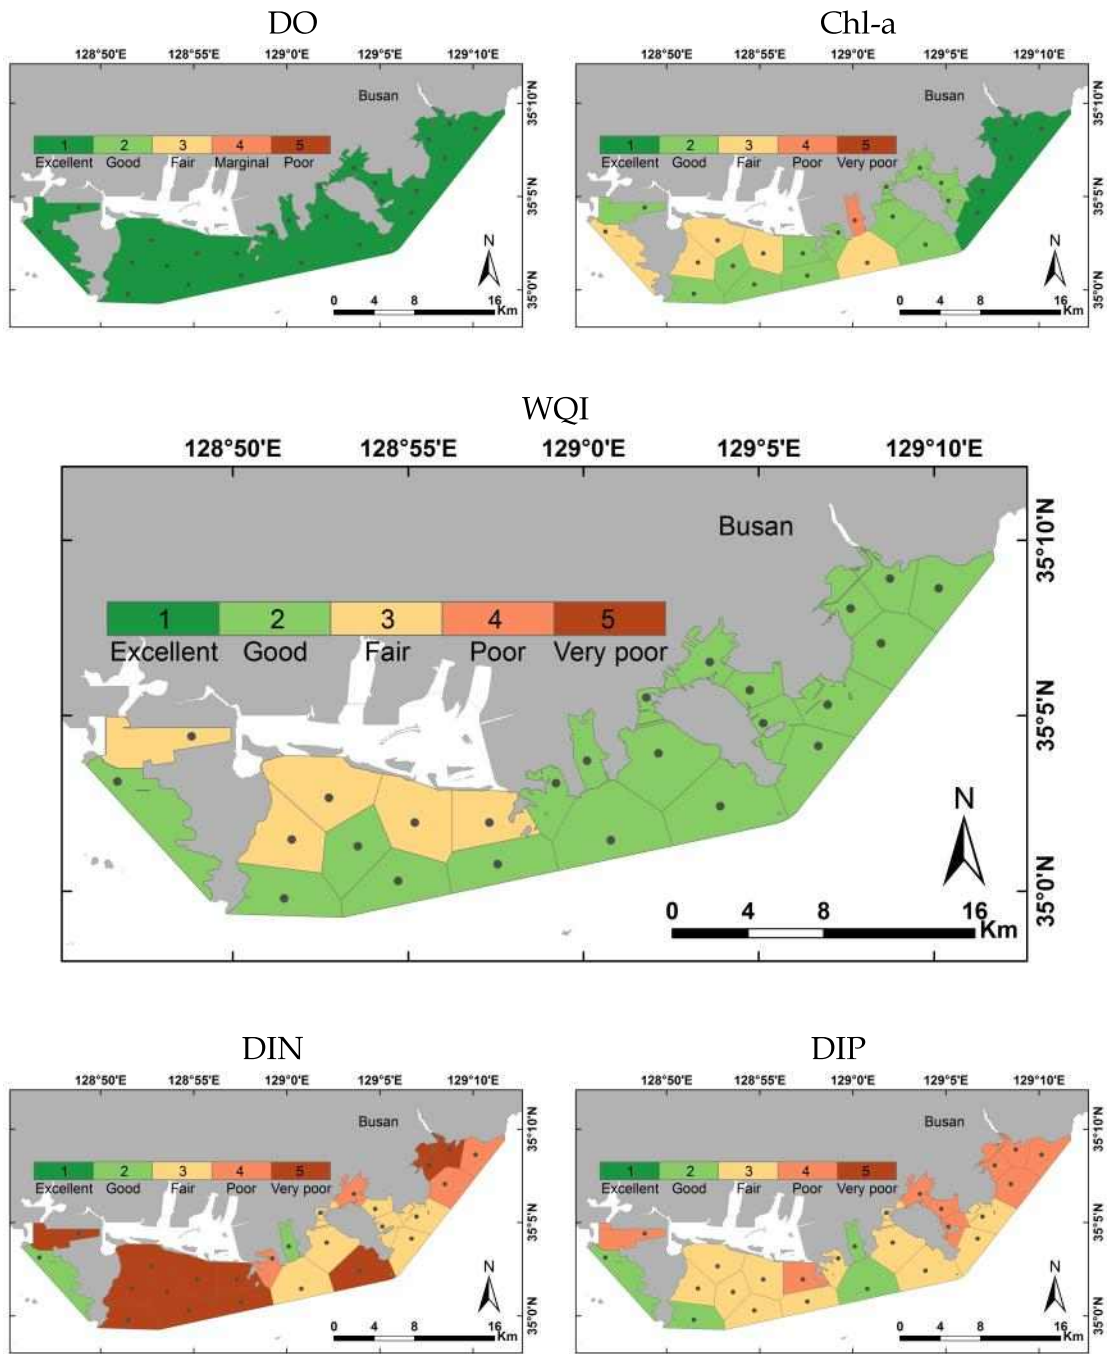 DO
128°50'E 128°55'E 129°0'E 129°5'E 129°10'E
Busan
35°10'N
1 2 3 4 5
Excellent Good Fair Marginal Poor
35°5'N
N
35°0'N
0 4 8 16
Km
Chl-a
128°50'E 128°55'E 129°0'E 129°5'E 129°10'E
Busan
35°10'N
1 2 3 4 5
Excellent Good Fair Poor Very poor
35°5'N
N
35°0'N
0 4 8 16
Km
WQI
128°50'E 128°55'E 129°0'E 129°5'E 129°10'E
Busan
35°10'N
1 2 3 4 5
Excellent Good Fair Poor Very poor
35°5'N
N
35°0'N
0 4 8 16
Km
DIN
128°50'E 128°55'E 129°0'E 129°5'E 129°10'E
Busan
35°10'N
1 2 3 4 5
Excellent Good Fair Poor Very poor
35°5'N
N
35°0'N
0 4 8 16
Km
DIP
128°50'E 128°55'E 129°0'E 129°5'E 129°10'E
Busan
35°10'N
1 2 3 4 5
Excellent Good Fair Poor Very poor
35°5'N
N
35°0'N
0 4 8 16
Km